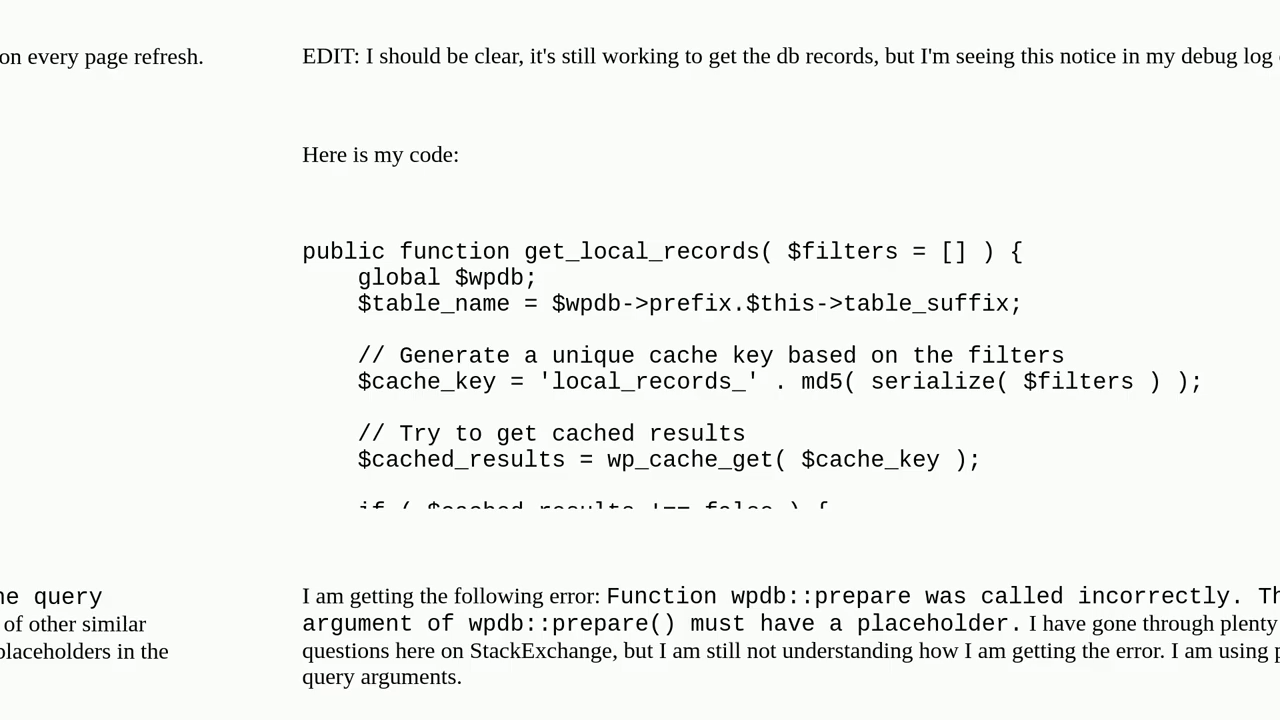 on every page refresh.
EDIT: I should be clear, it's still working to get the db records, but I'm seeing this notice in my debug log
Here is my code:
public function get_local_records( $filters = [] ) {
    global $wpdb;
    $table_name = $wpdb->prefix.$this->table_suffix;
    // Generate a unique cache key based on the filters
    $cache_key = 'local_records_' . md5( serialize( $filters ) );
    // Try to get cached results
    $cached_results = wp_cache_get( $cache_key );
    if ( $cached_results !== false ) {
query
of other similar
placeholders in the
I am getting the following error: Function wpdb::prepare was called incorrectly.
argument of wpdb::prepare() must have a placeholder. I have gone through plenty
questions here on StackExchange, but I am still not understanding how I am getting the error. I am using
query arguments.